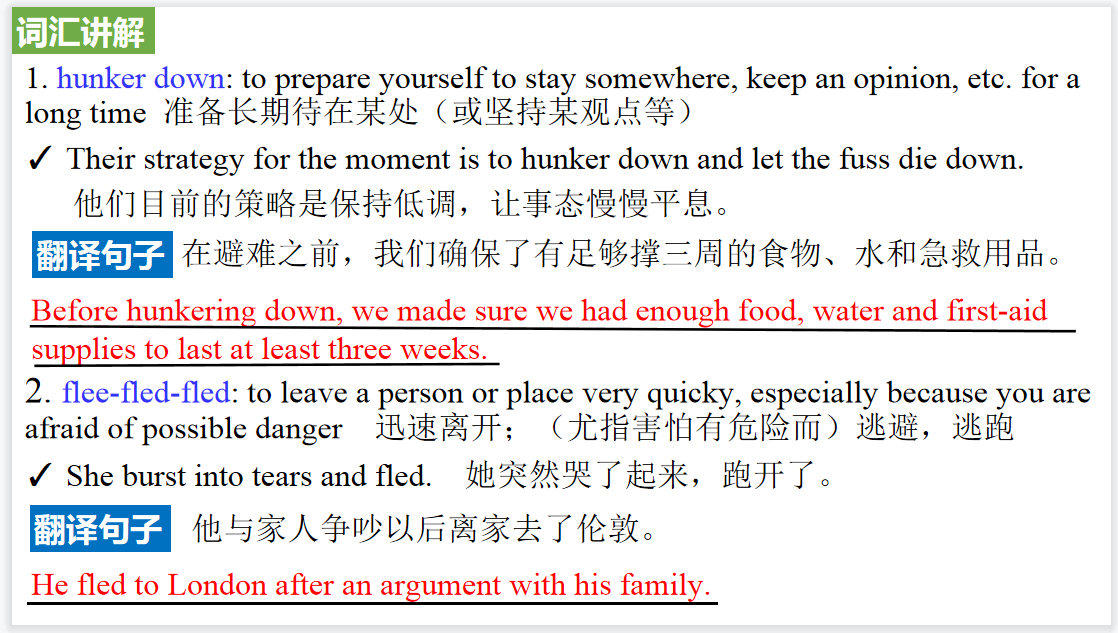 词汇讲解
1. hunker down: to prepare yourself to stay somewhere, keep an opinion, etc. for a
long time 准备长期待在某处（或坚持某观点等）
✓ Their strategy for the moment is to hunker down and let the fuss die down.
他们目前的策略是保持低调，让事态慢慢平息。
翻译句子 在避难之前，我们确保了有足够撑三周的食物、水和急救用品。
Before hunkering down, we made sure we had enough food, water and first-aid
supplies to last at least three weeks.
2. flee-fled-fled: to leave a person or place very quicky, especially because you are
afraid of possible danger 迅速离开；（尤指害怕有危险而）逃避，逃跑
✓ She burst into tears and fled. 她突然哭了起来，跑开了。
翻译句子 他与家人争吵以后离家去了伦敦。
He fled to London after an argument with his family.